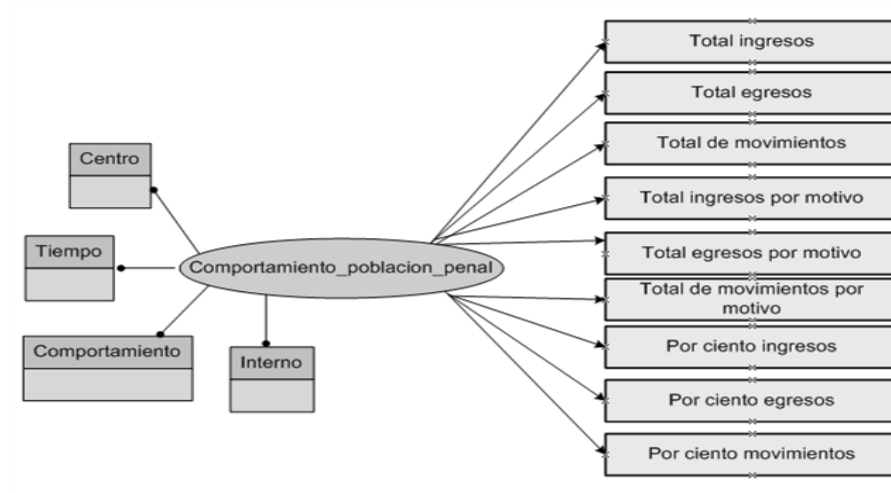 Total ingresos
Total egresos
Total de movimientos
Total ingresos por motivo
Total egresos por motivo
Total de movimientos por
motivo
Por ciento ingresos
Por ciento egresos
Por ciento movimientos
Centro
Tiempo
Comportamiento
Interno
Comportamiento_poblacion_penal